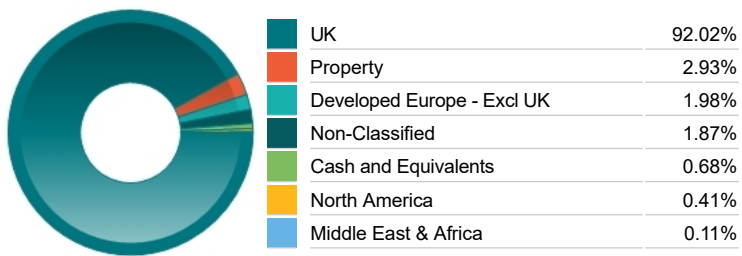 UK 92.02%
Property 2.93%
Developed Europe - Excl UK 1.98%
Non-Classified 1.87%
Cash and Equivalents 0.68%
North America 0.41%
Middle East & Africa 0.11%